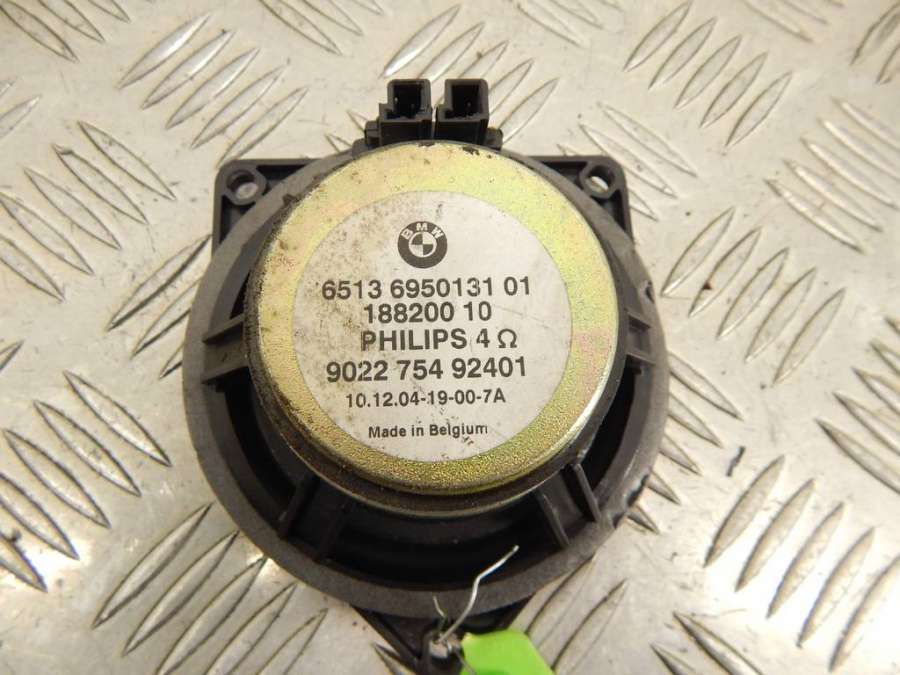 BMW
6513 6950131 01
188200 10
PHILIPS 4 Ω
9022 754 92401
10.12.04-19-00-7A
Made in Belgium